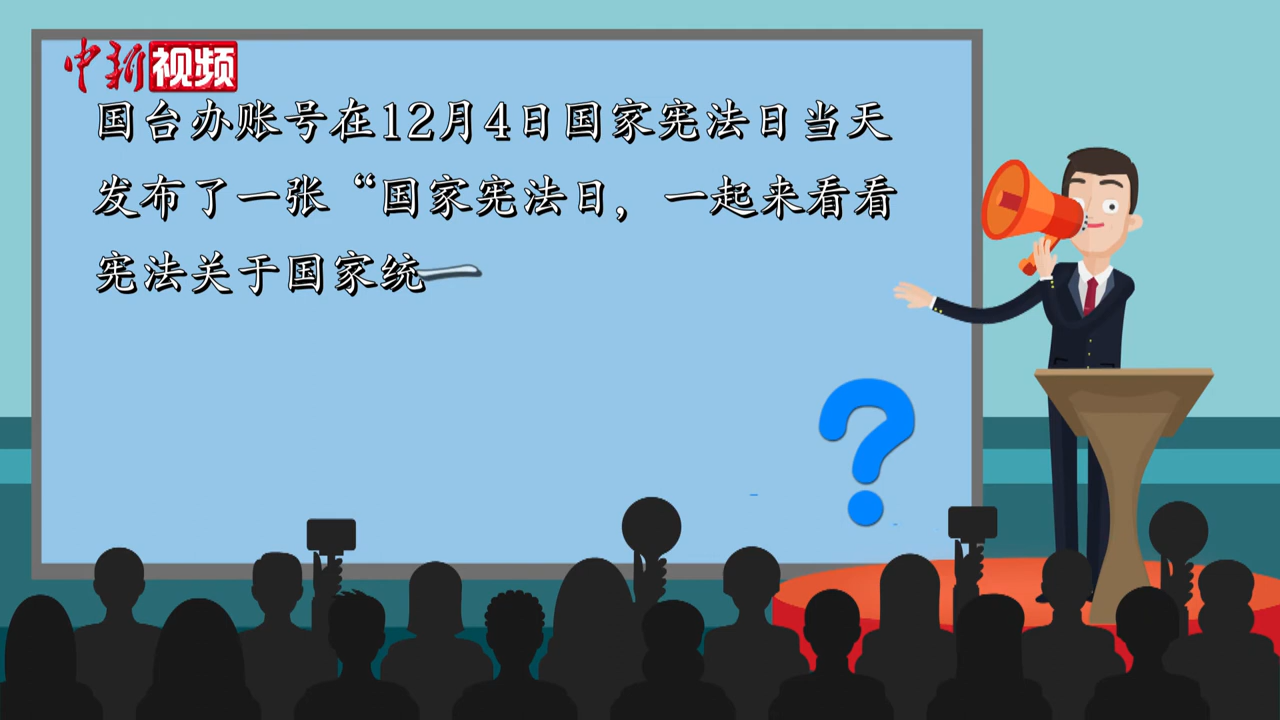 中新视频
国台办账号在12月4日国家宪法日当天
发布了一张“国家宪法日，一起来看看
宪法关于国家统一
?